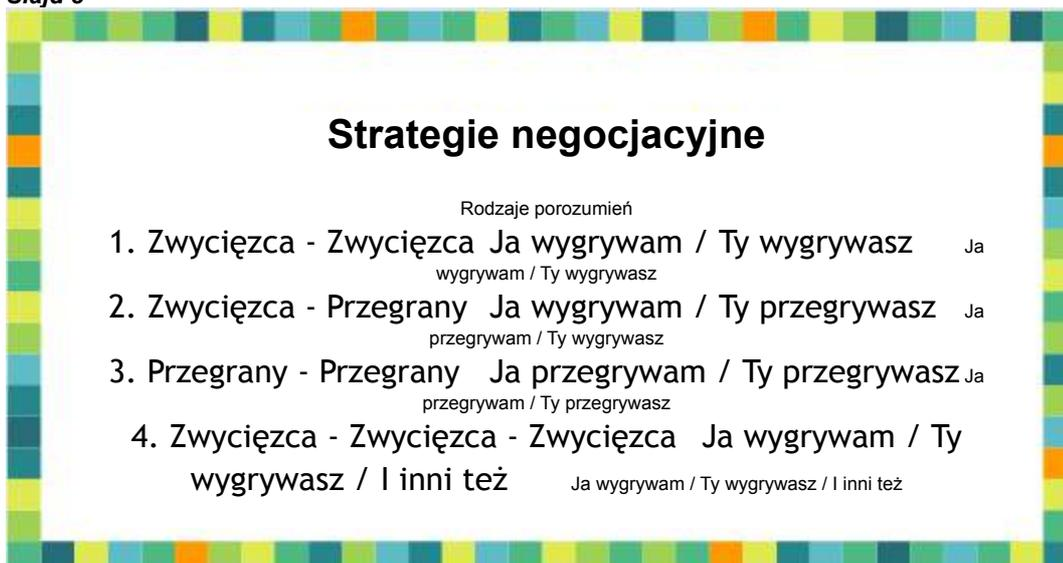 Strategie negocjacyjne
Rodzaje porozumień
1. Zwycięzca - Zwycięzca Ja wygrywam / Ty wygrywasz Ja
wygrywam / Ty wygrywasz
2. Zwycięzca - Przegrany Ja wygrywam / Ty przegrywasz Ja
przegrywam / Ty wygrywasz
3. Przegrany - Przegrany Ja przegrywam / Ty przegrywasz Ja
przegrywam / Ty przegrywasz
4. Zwycięzca - Zwycięzca - Zwycięzca Ja wygrywam / Ty
wygrywasz / I inni też Ja wygrywam / Ty wygrywasz / I inni też